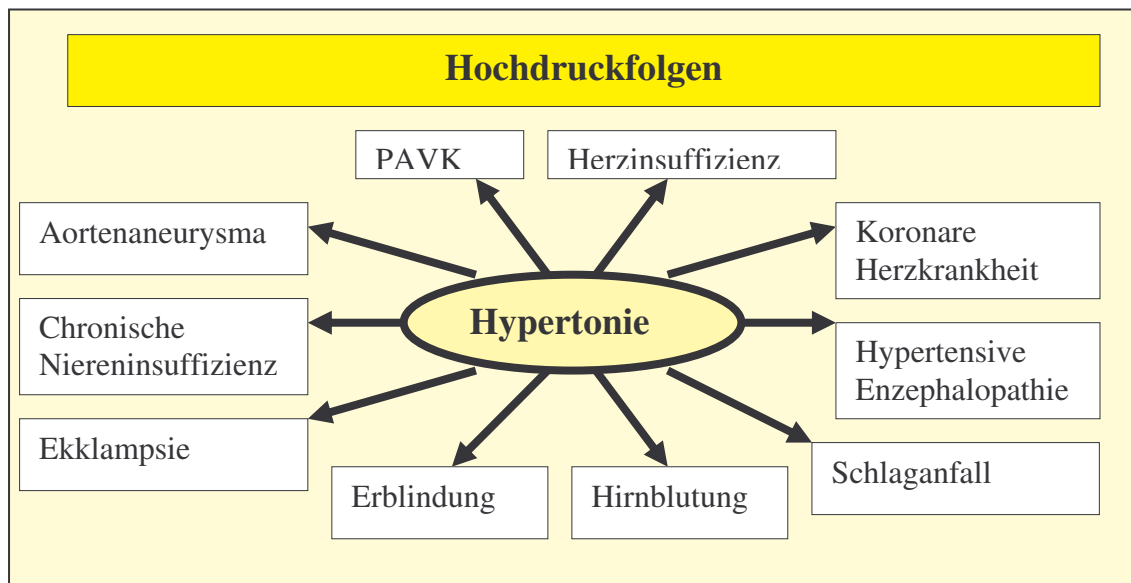 Hochdruckfolgen
PAVK
Herzinsuffizienz
Aortenaneurysma
Koronare
Herzkrankheit
Chronische
Niereninsuffizienz
Hypertonie
Hypertensive
Enzephalopathie
Ekklampsie
Erblindung
Hirnblutung
Schlaganfall